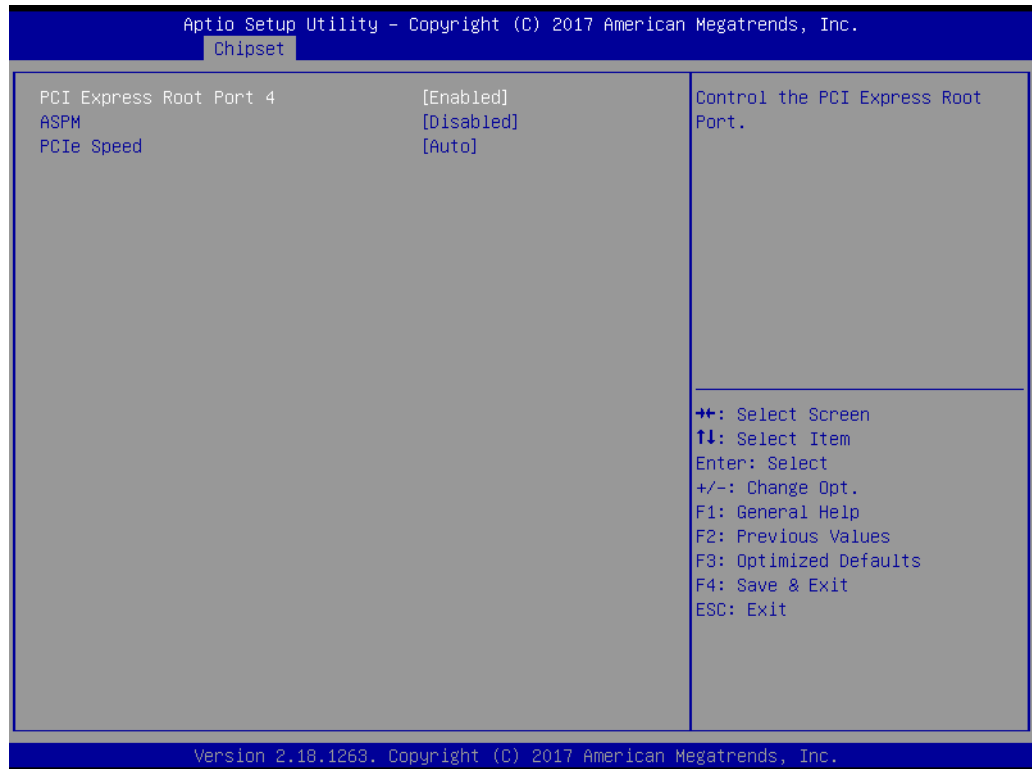 Aptio Setup Utility – Copyright (C) 2017 American Megatrends, Inc.
Chipset
PCI Express Root Port 4 [Enabled]
ASPM [Disabled]
PCIe Speed [Auto]
Control the PCI Express Root
Port.
→←: Select Screen
↑↓: Select Item
Enter: Select
+/-: Change Opt.
F1: General Help
F2: Previous Values
F3: Optimized Defaults
F4: Save & Exit
ESC: Exit
Version 2.18.1263. Copyright (C) 2017 American Megatrends, Inc.